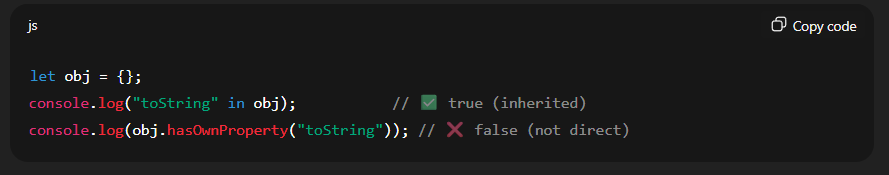 js
Copy code
let obj = {};
console.log("toString" in obj);           // ✅ true (inherited)
console.log(obj.hasOwnProperty("toString")); // ❌ false (not direct)